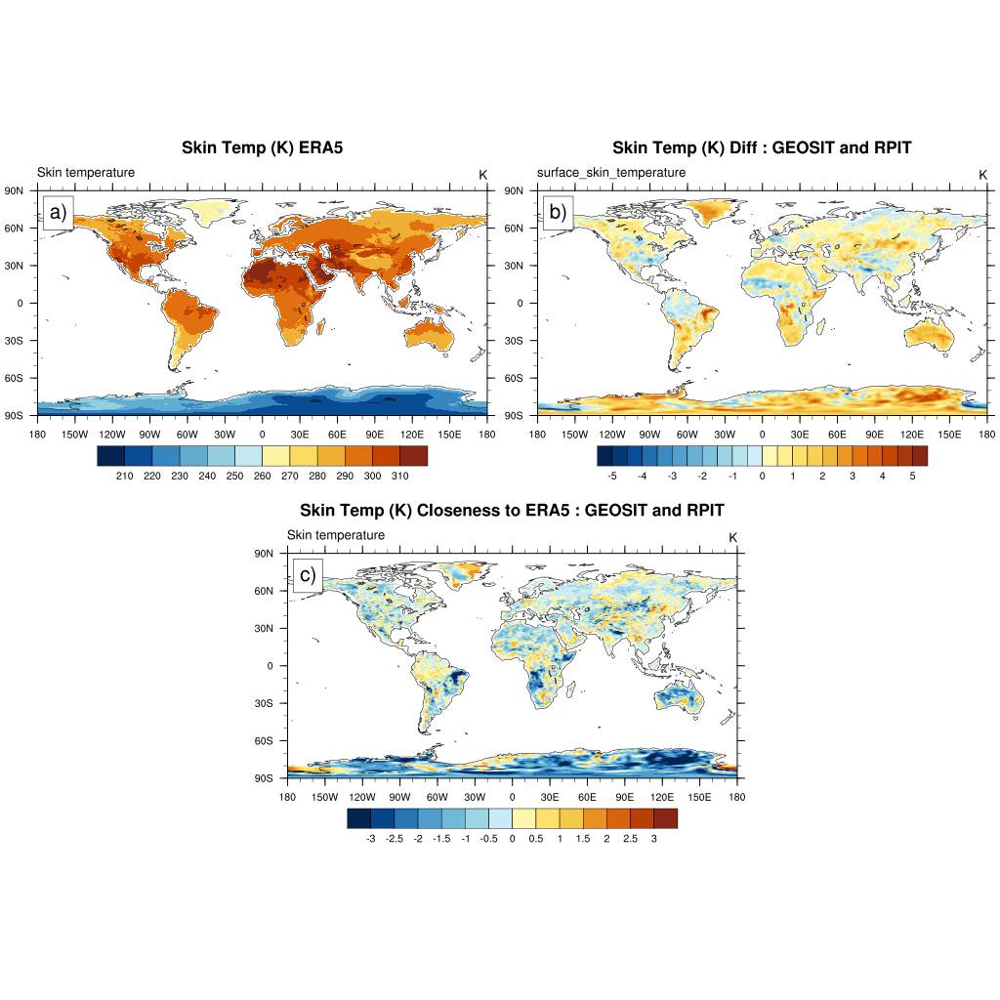 Skin Temp (K) ERA5
Skin temperature K
a)
90N
60N
30N
0
30S
60S
90S
180 150W 120W 90W 60W 30W 0 30E 60E 90E 120E 150E 180
210 220 230 240 250 260 270 280 290 300 310
Skin Temp (K) Diff : GEOSIT and RPIT
surface_skin_temperature K
b)
90N
60N
30N
0
30S
60S
90S
180 150W 120W 90W 60W 30W 0 30E 60E 90E 120E 150E 180
-5 -4 -3 -2 -1 0 1 2 3 4 5
Skin Temp (K) Closeness to ERA5 : GEOSIT and RPIT
Skin temperature K
c)
90N
60N
30N
0
30S
60S
90S
180 150W 120W 90W 60W 30W 0 30E 60E 90E 120E 150E 180
-3 -2.5 -2 -1.5 -1 -0.5 0 0.5 1 1.5 2 2.5 3